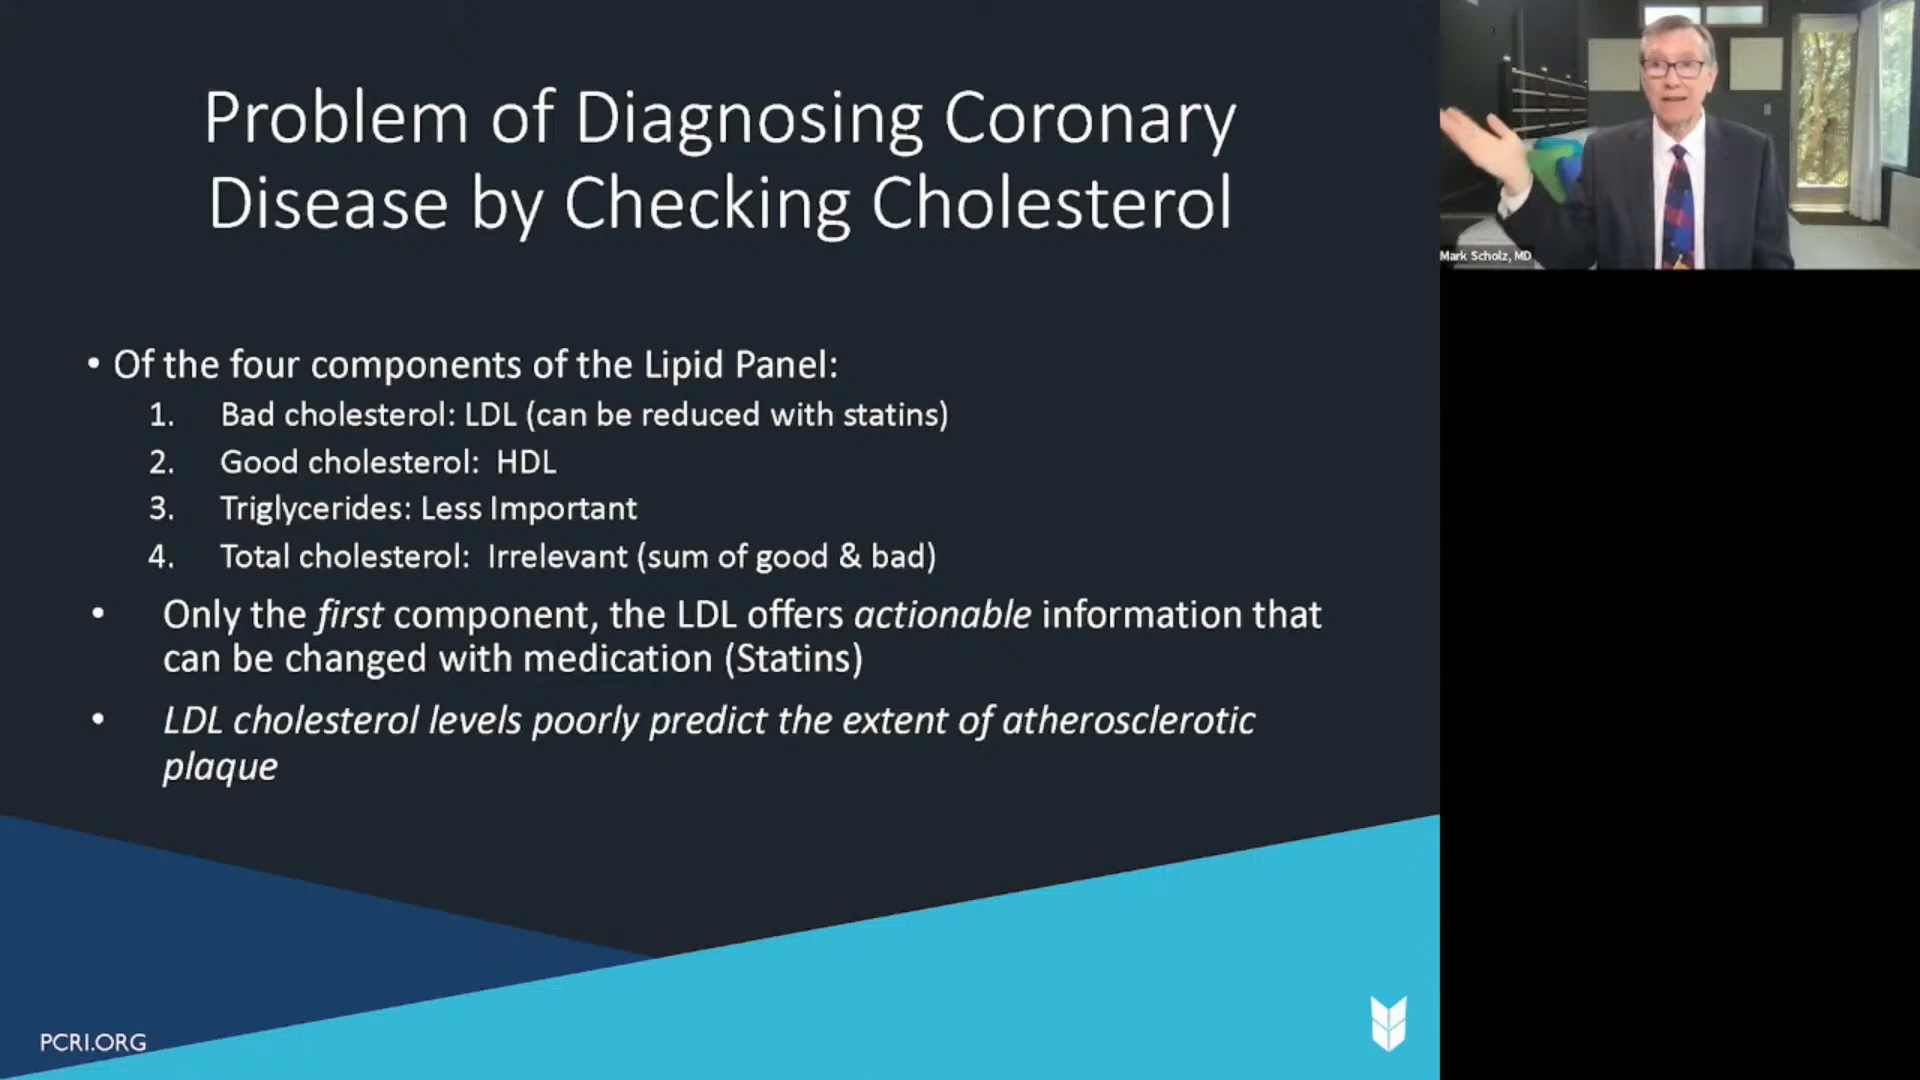 Problem of Diagnosing Coronary
Disease by Checking Cholesterol
• Of the four components of the Lipid Panel:
1. Bad cholesterol: LDL (can be reduced with statins)
2. Good cholesterol: HDL
3. Triglycerides: Less Important
4. Total cholesterol: Irrelevant (sum of good & bad)
• Only the first component, the LDL offers actionable information that
can be changed with medication (Statins)
• LDL cholesterol levels poorly predict the extent of atherosclerotic
plaque
PCRI.ORG
Mark Scholz, MD